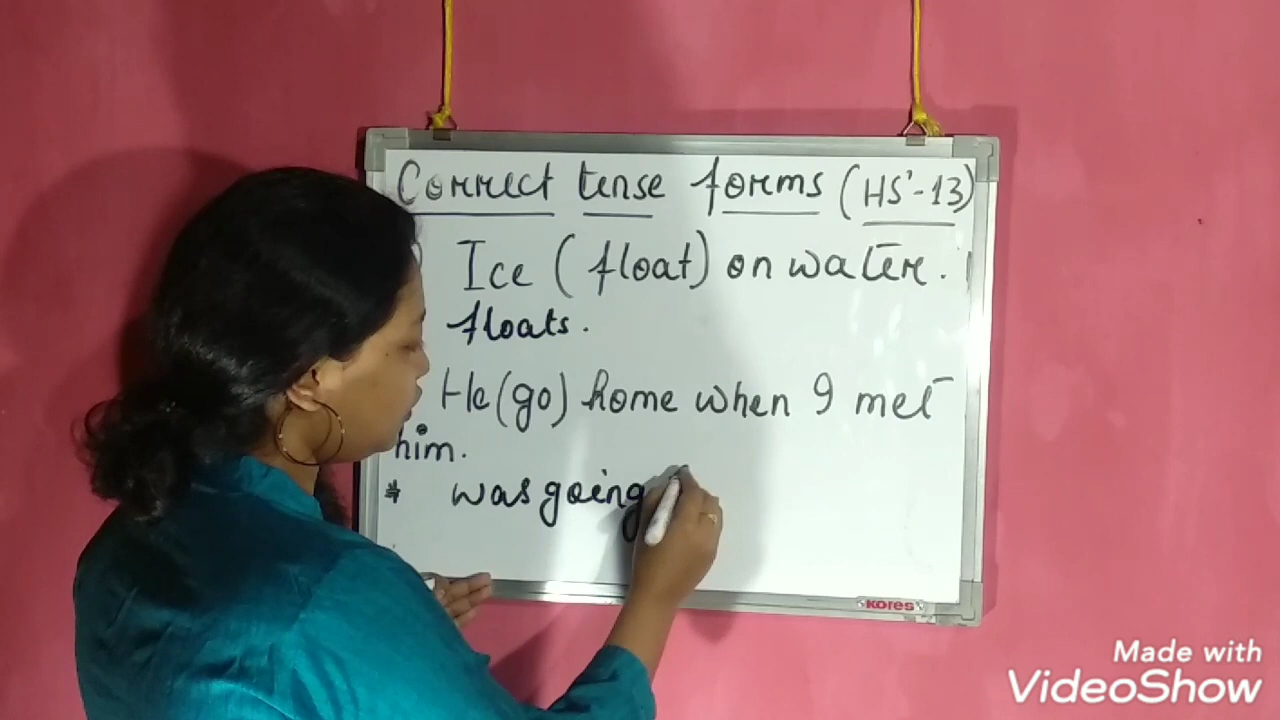 Correct tense forms (HS'-13)
Ice (float) on water.
floats.
He (go) home when I met
him.
* was going
KORES
Made with
VideoShow